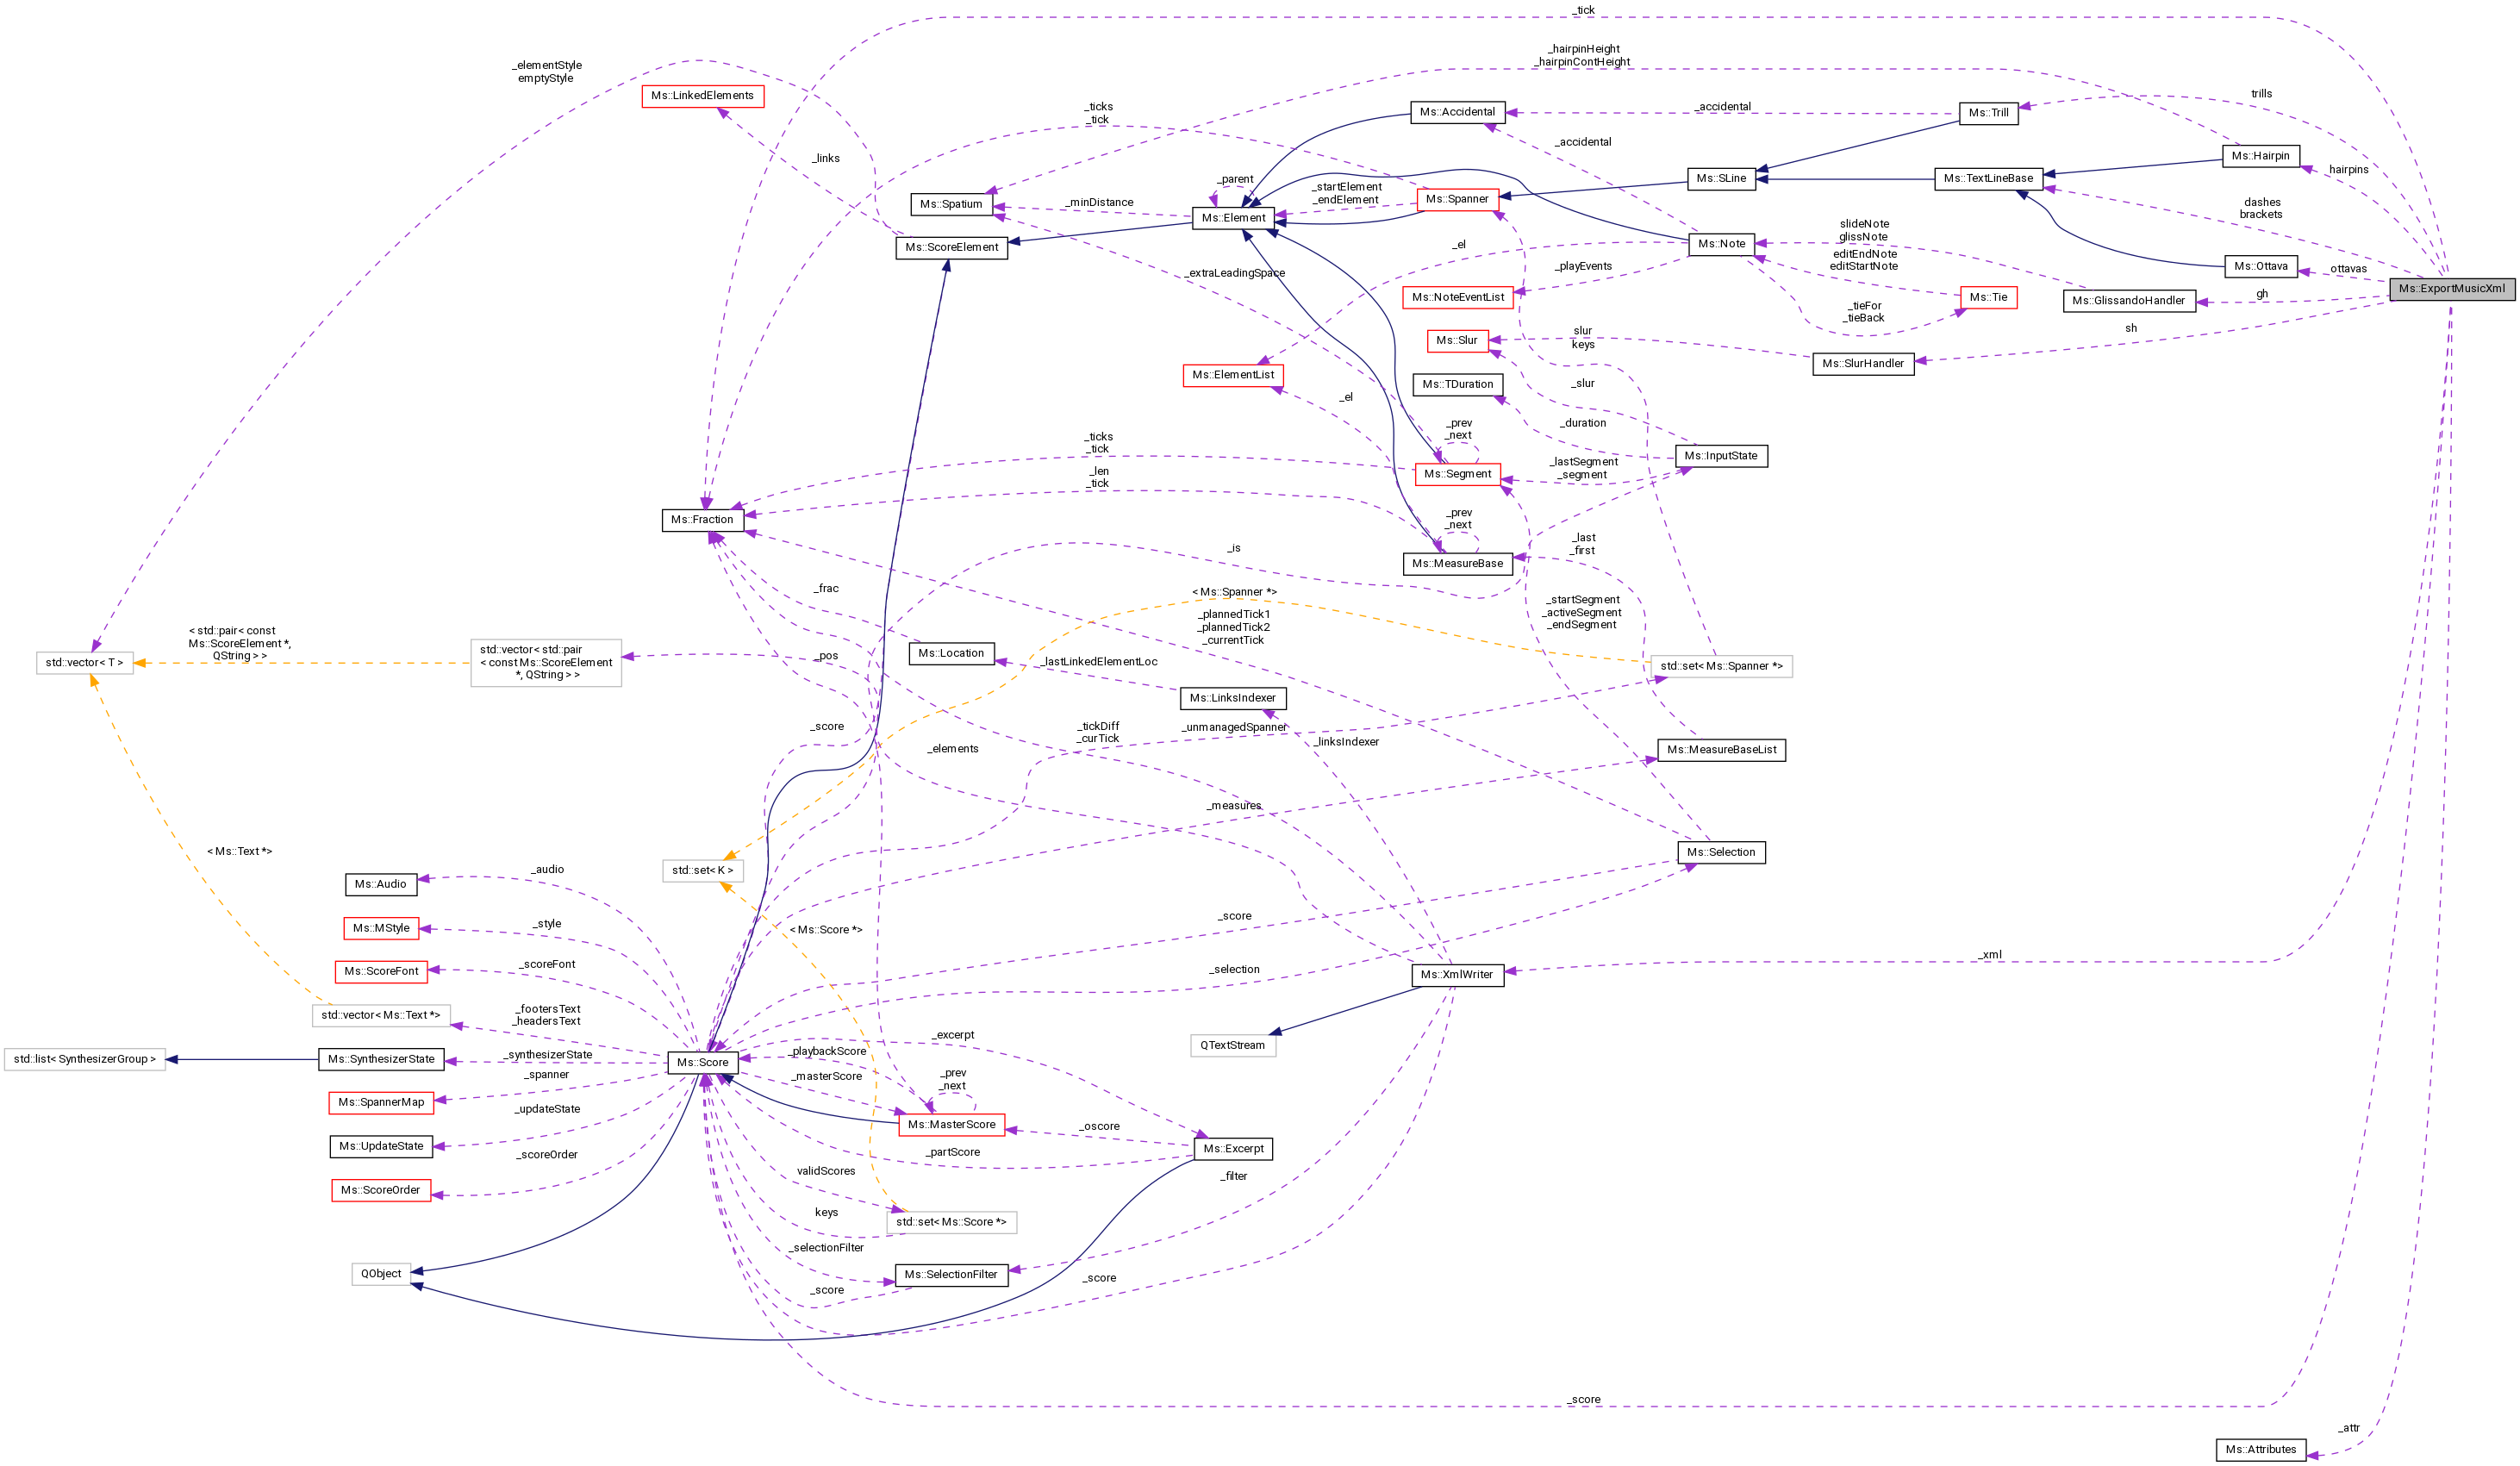 _tick
_hairpinHeight
_hairpinContHeight
_elementStyle
emptyStyle
Ms::LinkedElements
_ticks
_tick
Ms::Accidental
_accidental
Ms::Trill
trills
_links
_accidental
Ms::Hairpin
hairpins
_parent
_startElement
_endElement
Ms::SLine
Ms::TextLineBase
Ms::Spatium
_minDistance
Ms::Element
Ms::Spanner
dashes
brackets
Ms::ScoreElement
_el
Ms::Note
slideNote
glissNote
_extraLeadingSpace
_playEvents
editEndNote
editStartNote
Ms::Ottava
ottavas
Ms::ExportMusicXml
Ms::NoteEventList
Ms::Tie
Ms::GlissandoHandler
gh
_tieFor
_tieBack
Ms::Slur
slur
keys
sh
Ms::SlurHandler
Ms::ElementList
Ms::TDuration
_slur
_el
_duration
_prev
_next
_ticks
_tick
Ms::InputState
_lastSegment
_segment
Ms::Segment
_len
_tick
Ms::Fraction
_prev
_next
_is
_last
_first
Ms::MeasureBase
_frac
< Ms::Spanner *>
_plannedTick1
_plannedTick2
_currentTick
_startSegment
_activeSegment
_endSegment
< std::pair< const
Ms::ScoreElement *,
QString > >
std::vector< T >
std::vector< std::pair
< const Ms::ScoreElement
*, QString > >
_pos
Ms::Location
_lastLinkedElementLoc
std::set< Ms::Spanner *>
Ms::LinksIndexer
_score
_tickDiff
_curTick
_unmanagedSpanner
_elements
_linksIndexer
Ms::MeasureBaseList
_measures
< Ms::Text *>
Ms::Selection
_audio
std::set< K >
Ms::Audio
_style
Ms::MStyle
_score
< Ms::Score *>
_scoreFont
Ms::ScoreFont
_selection
Ms::XmlWriter
_xml
std::vector< Ms::Text *>
_footersText
_headersText
_excerpt
QTextStream
std::list< SynthesizerGroup >
Ms::SynthesizerState
_synthesizerState
Ms::Score
_playbackScore
_spanner
_masterScore
_prev
_next
Ms::SpannerMap
_updateState
Ms::MasterScore
_oscore
Ms::UpdateState
_scoreOrder
_partScore
Ms::Excerpt
validScores
_filter
Ms::ScoreOrder
keys
std::set< Ms::Score *>
_selectionFilter
QObject
Ms::SelectionFilter
_score
_score
_score
_attr
Ms::Attributes